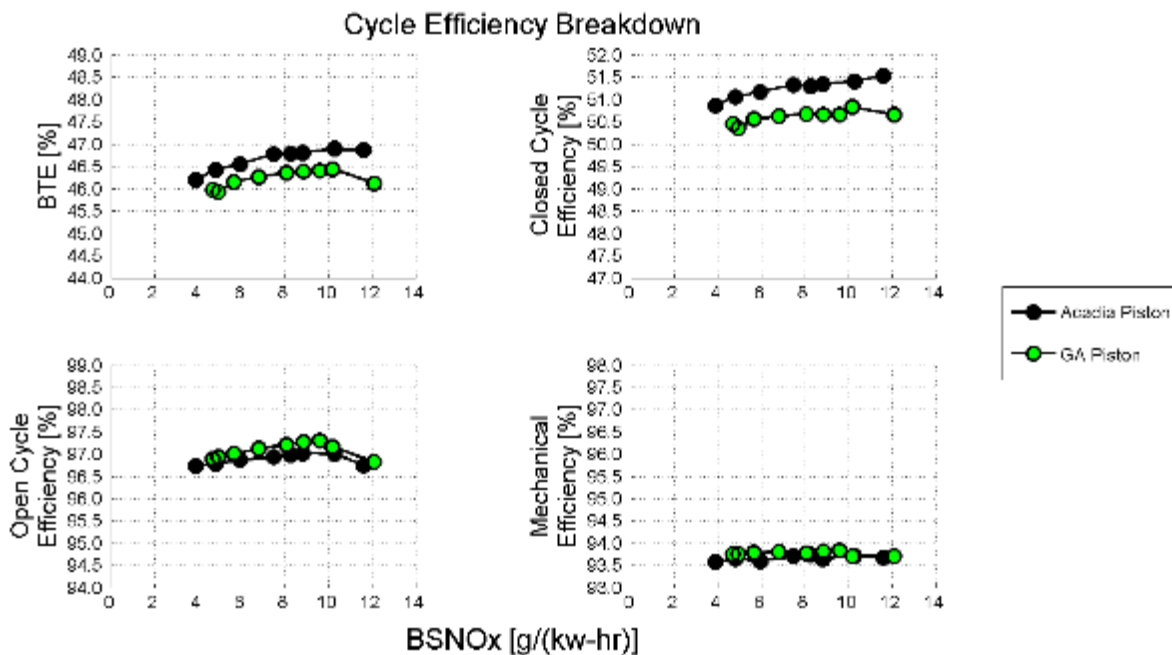 Cycle Efficiency Breakdown
BTE [%]
49.0
48.5
48.0
47.5
47.0
46.5
46.0
45.5
45.0
44.5
44.0
0 2 4 6 8 10 12 14
Closed Cycle
Efficiency [%]
52.0
51.5
51.0
50.5
50.0
49.5
49.0
48.5
48.0
47.5
47.0
0 2 4 6 8 10 12 14
Acadia Piston
GA Piston
Open Cycle
Efficiency [%]
99.0
98.5
98.0
97.5
97.0
96.5
96.0
95.5
95.0
94.5
94.0
0 2 4 6 8 10 12 14
Mechanical
Efficiency [%]
98.0
97.5
97.0
96.5
96.0
95.5
95.0
94.5
94.0
93.5
93.0
0 2 4 6 8 10 12 14
BSNOx [g/(kw-hr)]